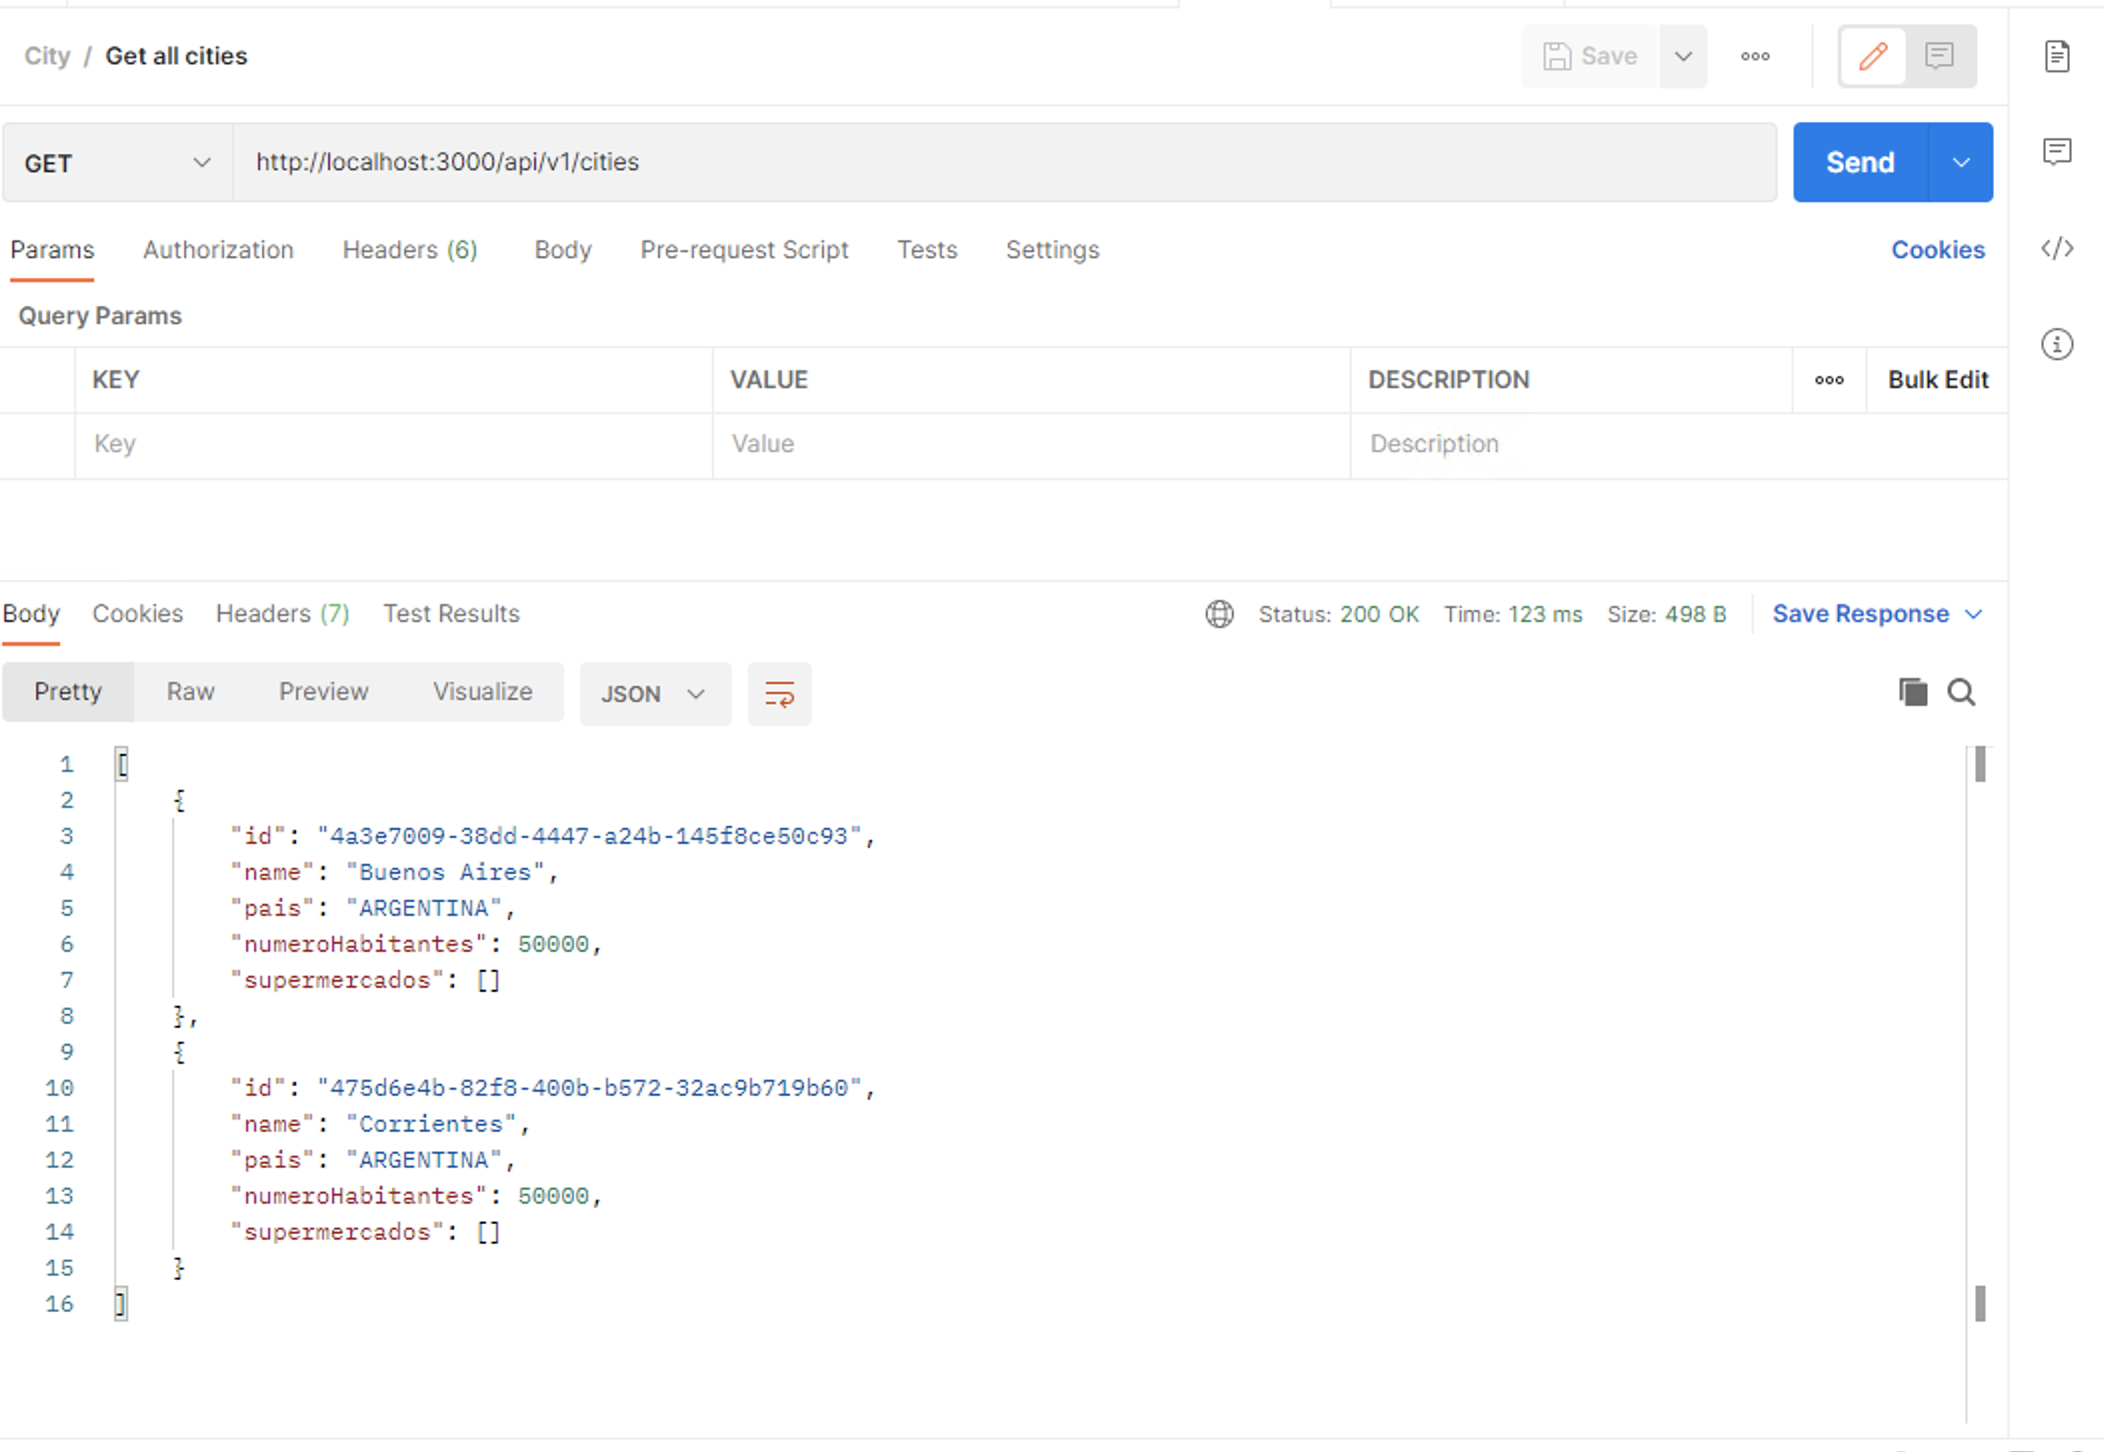 City / Get all cities
Save
GET http://localhost:3000/api/v1/cities Send
Params Authorization Headers (6) Body Pre-request Script Tests Settings Cookies
Query Params
KEY VALUE DESCRIPTION Bulk Edit
Key Value Description
Body Cookies Headers (7) Test Results Status: 200 OK Time: 123 ms Size: 498 B Save Response
Pretty Raw Preview Visualize JSON
1 [
2 {
3 "id": "4a3e7009-38dd-4447-a24b-145f8ce50c93",
4 "name": "Buenos Aires",
5 "pais": "ARGENTINA",
6 "numeroHabitantes": 50000,
7 "supermercados": []
8 },
9 {
10 "id": "475d6e4b-82f8-400b-b572-32ac9b719b60",
11 "name": "Corrientes",
12 "pais": "ARGENTINA",
13 "numeroHabitantes": 50000,
14 "supermercados": []
15 }
16 ]